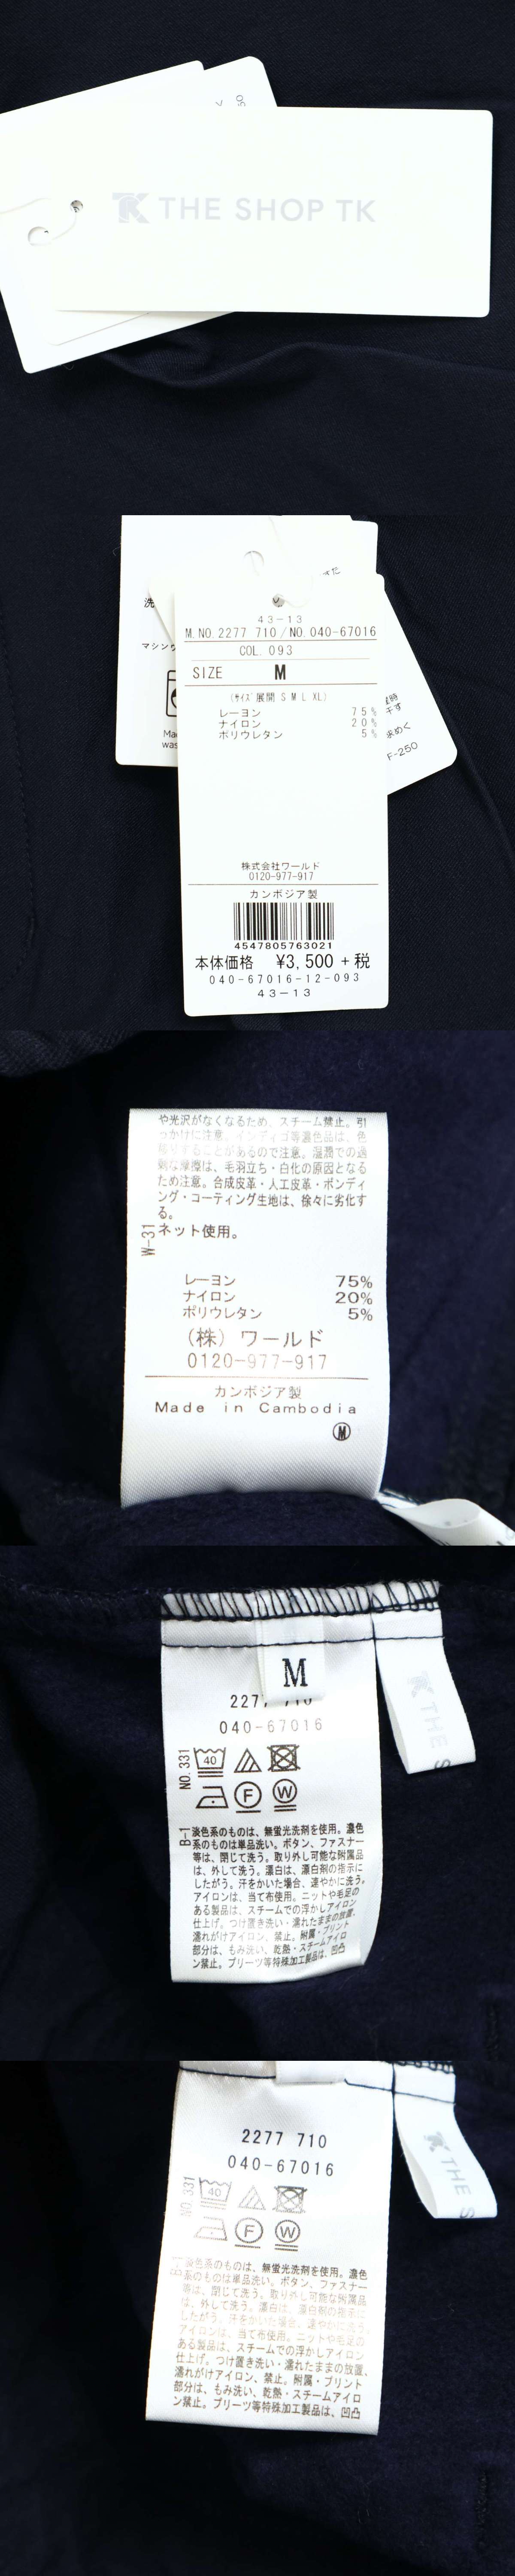 50
THE SHOP TK
洗
マシンウ
Ma
was
干す
求めく
F-250
43-13
M.NO.2277 710/NO.040-67016
COL.093
SIZE M
(ｻｲｽﾞ展開 S M L XL)
レーヨン 75%
ナイロン 20%
ポリウレタン 5%
株式会社ワールド
0120-977-917
カンボジア製
4547805763021
本体価格 ¥3,500 +税
040-67016-12-093
43-13
や光沢がなくなるため、スチーム禁止。引
っかけに注意。インディゴ等濃色品は、色
移りすることがあるので注意。湿潤での過
剰な摩擦は、毛羽立ち・白化の原因となる
ため注意。合成皮革・人工皮革・ボンディ
ング・コーティング生地は、徐々に劣化す
る。
W-31
ネット使用。
レーヨン 75%
ナイロン 20%
ポリウレタン 5%
(株) ワールド
0120-977-917
カンボジア製
Made in Cambodia
M
M
2277 710
040-67016
THE S
NO.331
40
F W
B-1
淡色系のものは、無蛍光洗剤を使用。濃色
系のものは単品洗い。ボタン、ファスナー
等は、閉じて洗う。取り外し可能な附属品
は、外して洗う。漂白は、漂白剤の指示に
したがう。汗をかいた場合、速やかに洗う。
アイロンは、当て布使用。ニットや毛足の
ある製品は、スチームでの浮かしアイロン
仕上げ。つけ置き洗い・濡れたままの放置、
濡れがけアイロン、禁止。附属・プリント
部分は、もみ洗い、乾熱・スチームアイロ
ン禁止。プリーツ等特殊加工製品は、凹凸
2277 710
040-67016
THE S
NO.331
40
F W
淡色系のものは、無蛍光洗剤を使用。濃色
系のものは単品洗い。ボタン、ファスナー
等は、閉じて洗う。取り外し可能な附属品
は、外して洗う。漂白は、漂白剤の指示に
したがう。汗をかいた場合、速やかに洗う。
アイロンは、当て布使用。ニットや毛足の
ある製品は、スチームでの浮かしアイロン
仕上げ。つけ置き洗い・濡れたままの放置、
濡れがけアイロン、禁止。附属・プリント
部分は、もみ洗い、乾熱・スチームアイロ
ン禁止。プリーツ等特殊加工製品は、凹凸